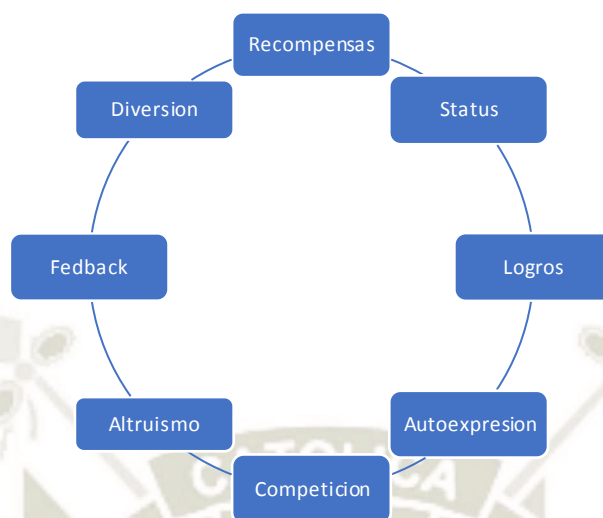 Recompensas
Status
Logros
Autoexpresion
Competicion
Altruismo
Fedback
Diversion